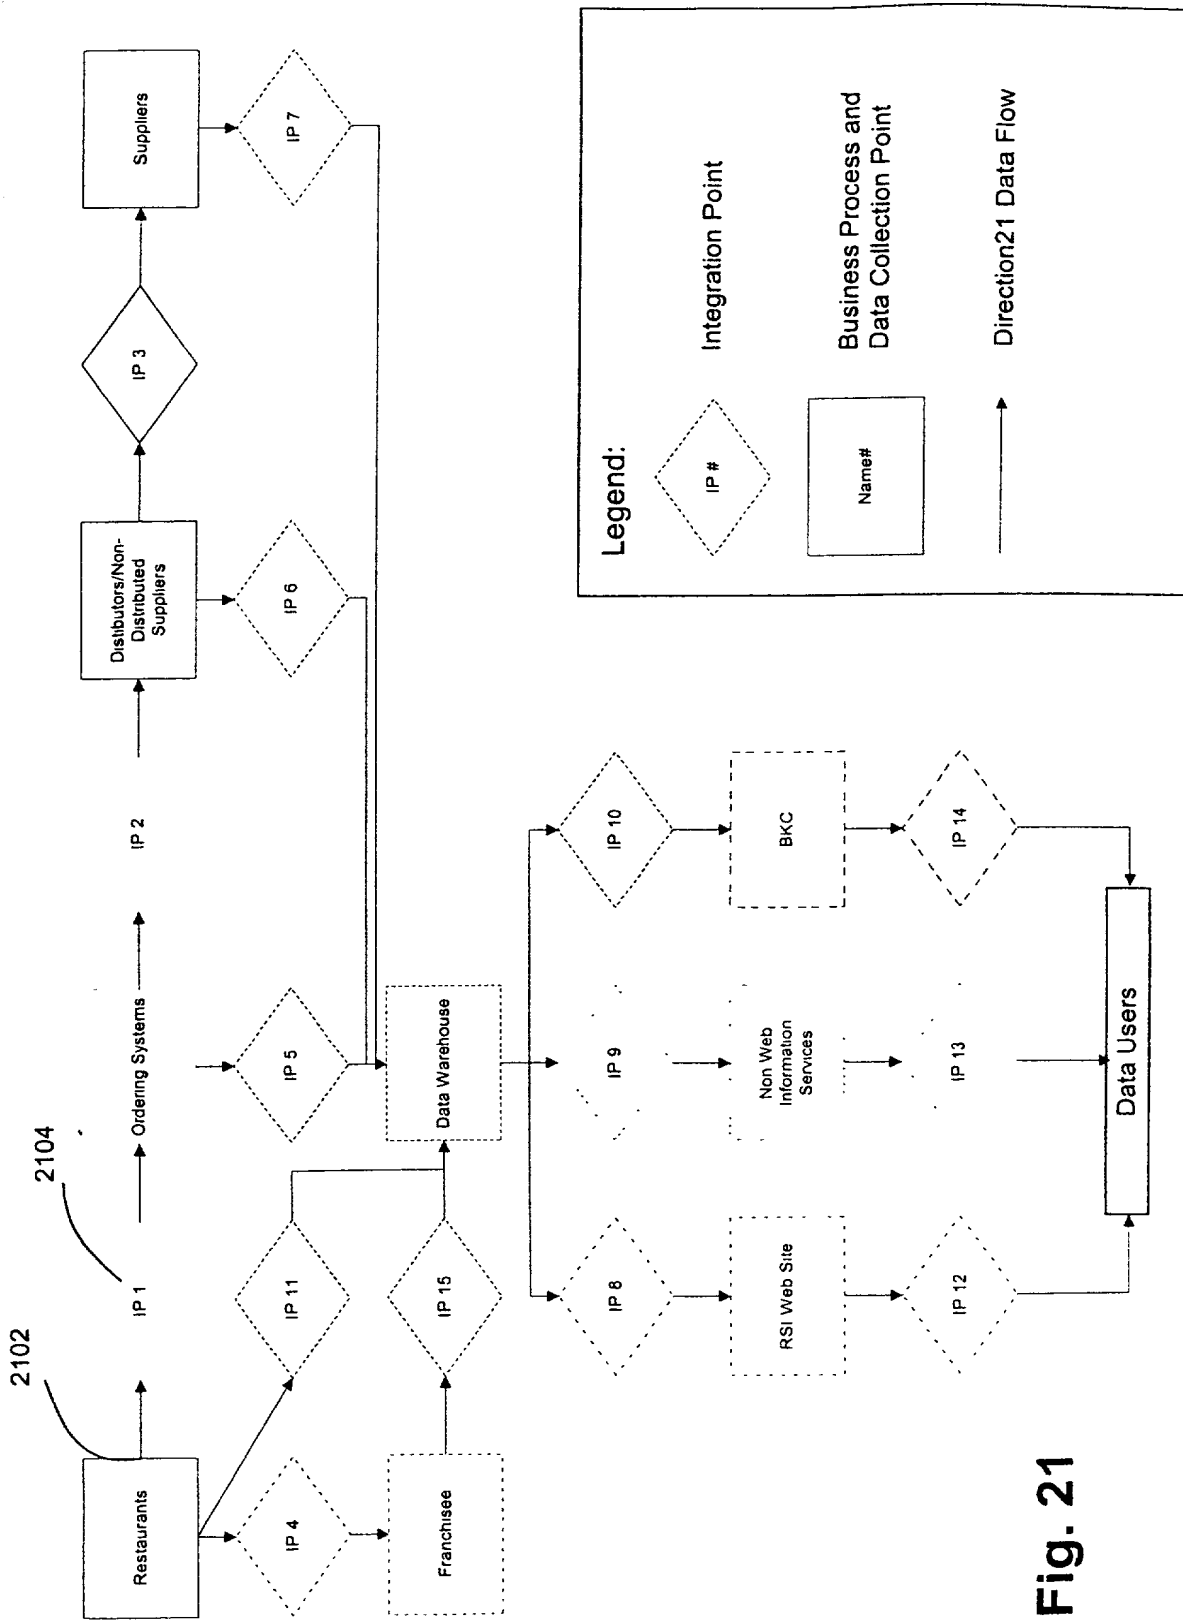 2102
2104
Restaurants
IP 1
Ordering Systems
IP 2
Distibutors/Non-
Distributed
Suppliers
IP 3
Suppliers
IP 4
IP 11
IP 5
IP 6
IP 7
Franchisee
IP 15
Data Warehouse
IP 8
IP 9
IP 10
RSI Web Site
Non Web
Information
Services
BKC
IP 12
IP 13
IP 14
Data Users
Legend:
IP #
Integration Point
Name#
Business Process and
Data Collection Point
Direction21 Data Flow
Fig. 21